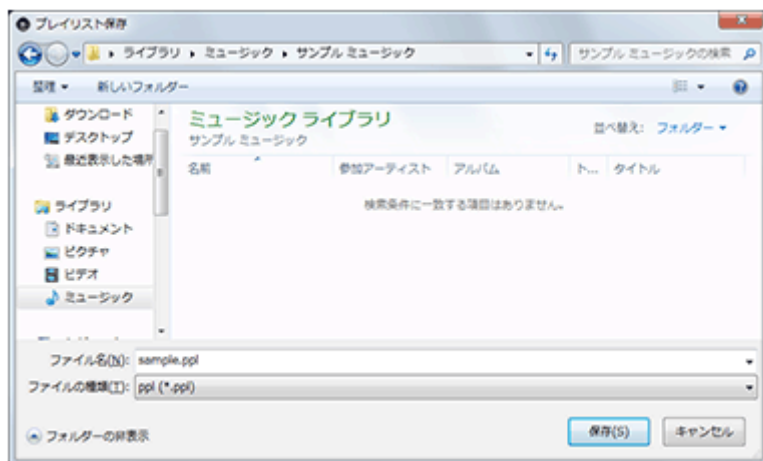 プレイリスト保存
ライブラリ ▸ ミュージック ▸ サンプル ミュージック
サンプル ミュージックの検索
整理 ▾ 新しいフォルダー
ダウンロード
デスクトップ
最近表示した場所
ライブラリ
ドキュメント
ピクチャ
ビデオ
ミュージック
ミュージック ライブラリ
サンプル ミュージック
並べ替え: フォルダー ▾
名前 参加アーティスト アルバム ト... タイトル
検索条件に一致する項目はありません。
ファイル名(N): sample.ppl
ファイルの種類(T): ppl (*.ppl)
フォルダーの非表示
保存(S) キャンセル